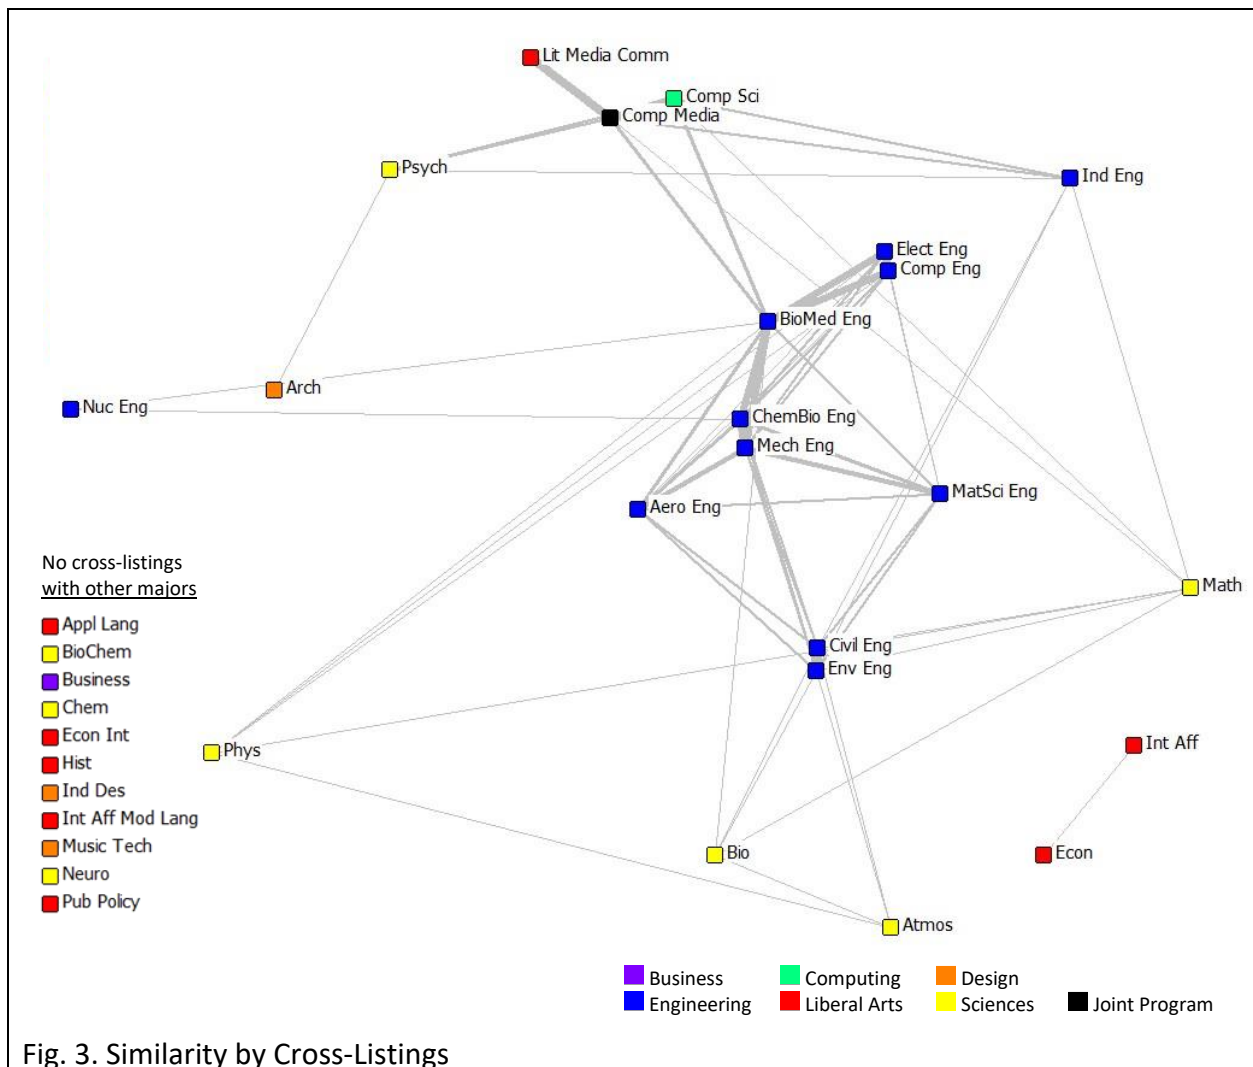 Lit Media Comm
Comp Sci
Comp Media
Psych
Ind Eng
Elect Eng
Comp Eng
BioMed Eng
Arch
Nuc Eng
ChemBio Eng
Mech Eng
MatSci Eng
Aero Eng
No cross-listings
with other majors
Appl Lang
BioChem
Business
Chem
Econ Int
Hist
Ind Des
Int Aff Mod Lang
Music Tech
Neuro
Pub Policy
Math
Civil Eng
Env Eng
Phys
Int Aff
Bio
Econ
Atmos
Business Computing Design
Engineering Liberal Arts Sciences Joint Program
Fig. 3. Similarity by Cross-Listings